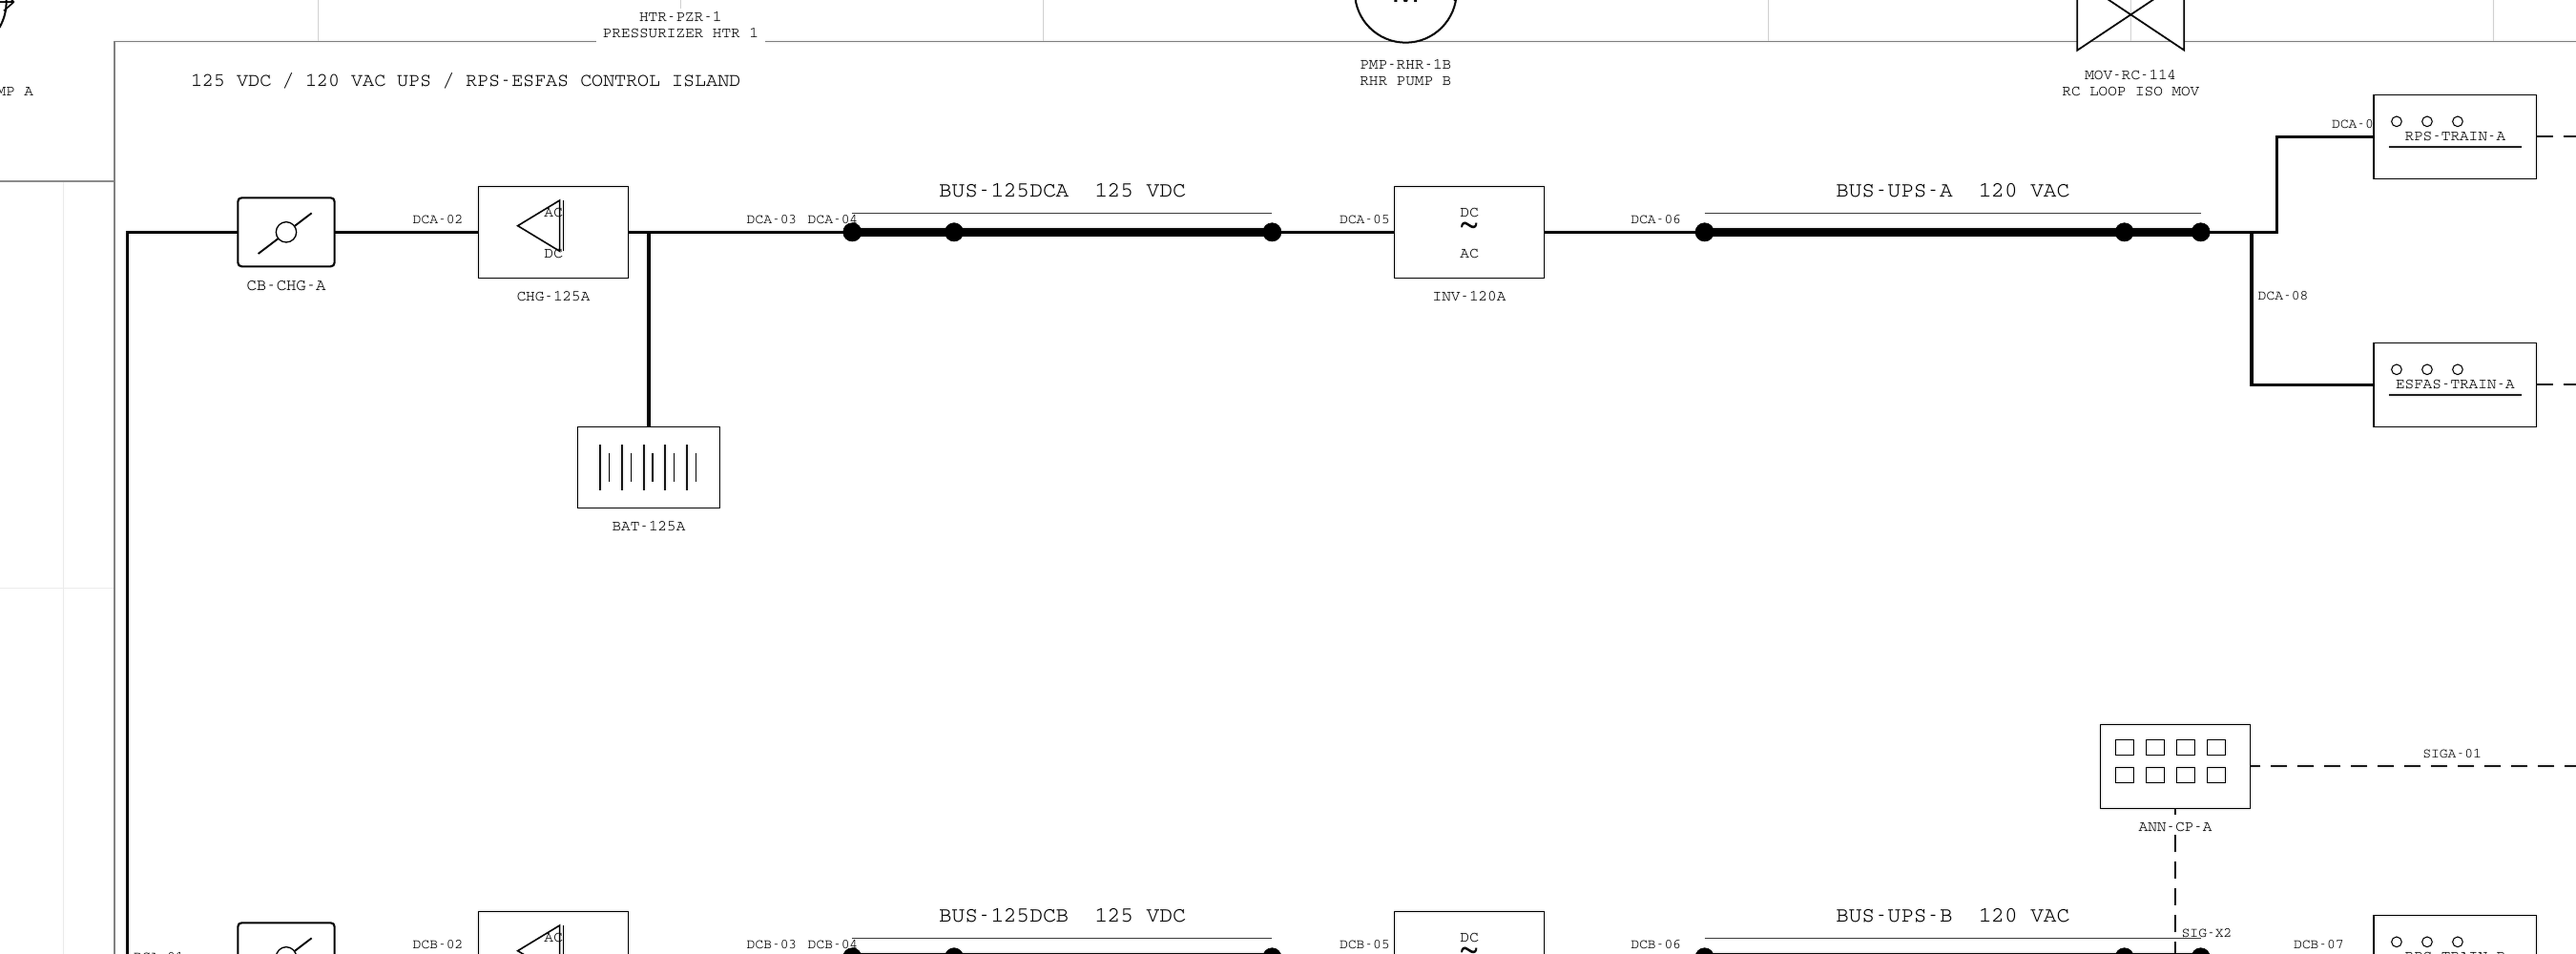 HTR-PZR-1
PRESSURIZER HTR 1
PMP-RHR-1B
RHR PUMP B
MOV-RC-114
RC LOOP ISO MOV
MP A
125 VDC / 120 VAC UPS / RPS-ESFAS CONTROL ISLAND
DCA-0
RPS-TRAIN-A
BUS-125DCA 125 VDC
BUS-UPS-A 120 VAC
DCA-02
AC
DC
DCA-03
DCA-04
DCA-05
DC
~
AC
DCA-06
CB-CHG-A
CHG-125A
INV-120A
DCA-08
ESFAS-TRAIN-A
BAT-125A
SIGA-01
ANN-CP-A
BUS-125DCB 125 VDC
BUS-UPS-B 120 VAC
SIG-X2
DCB-02
AC
DCB-03
DCB-04
DCB-05
DC
~
DCB-06
DCB-07